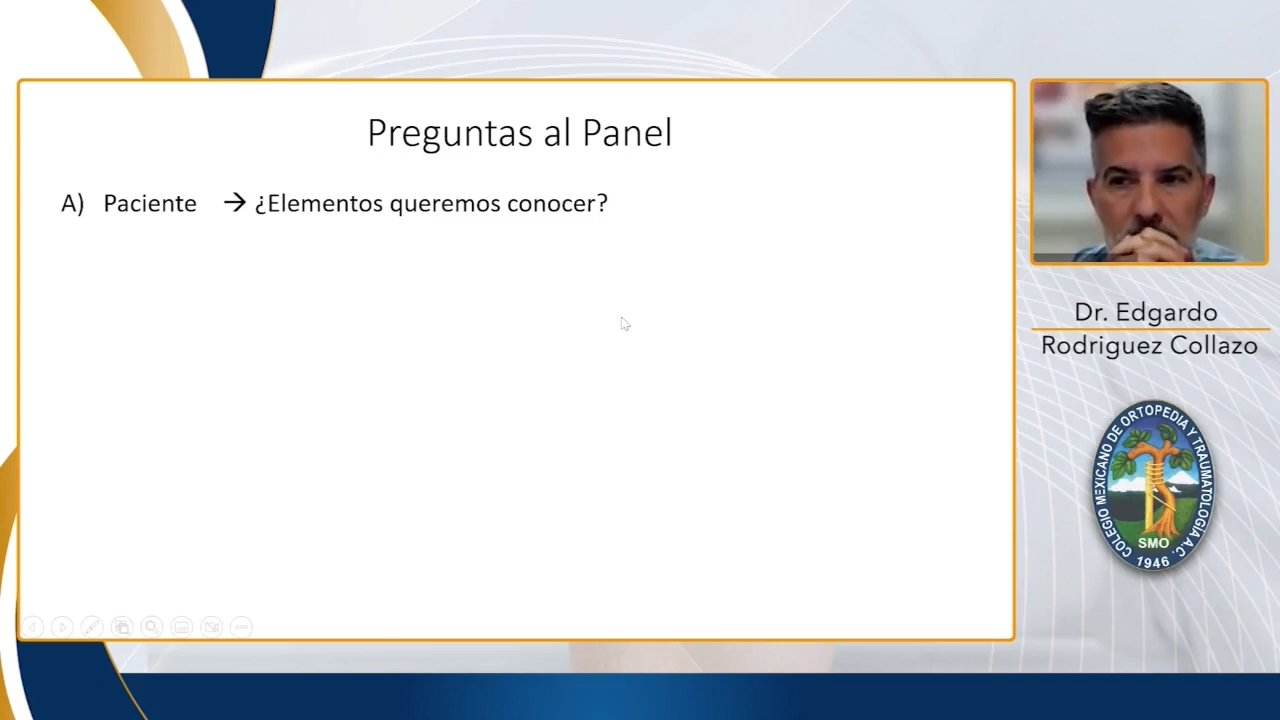 Preguntas al Panel
A) Paciente → ¿Elementos queremos conocer?
Dr. Edgardo
Rodriguez Collazo
COLEGIO MEXICANO DE ORTOPEDIA Y TRAUMATOLOGIA A.C.
SMO
1946